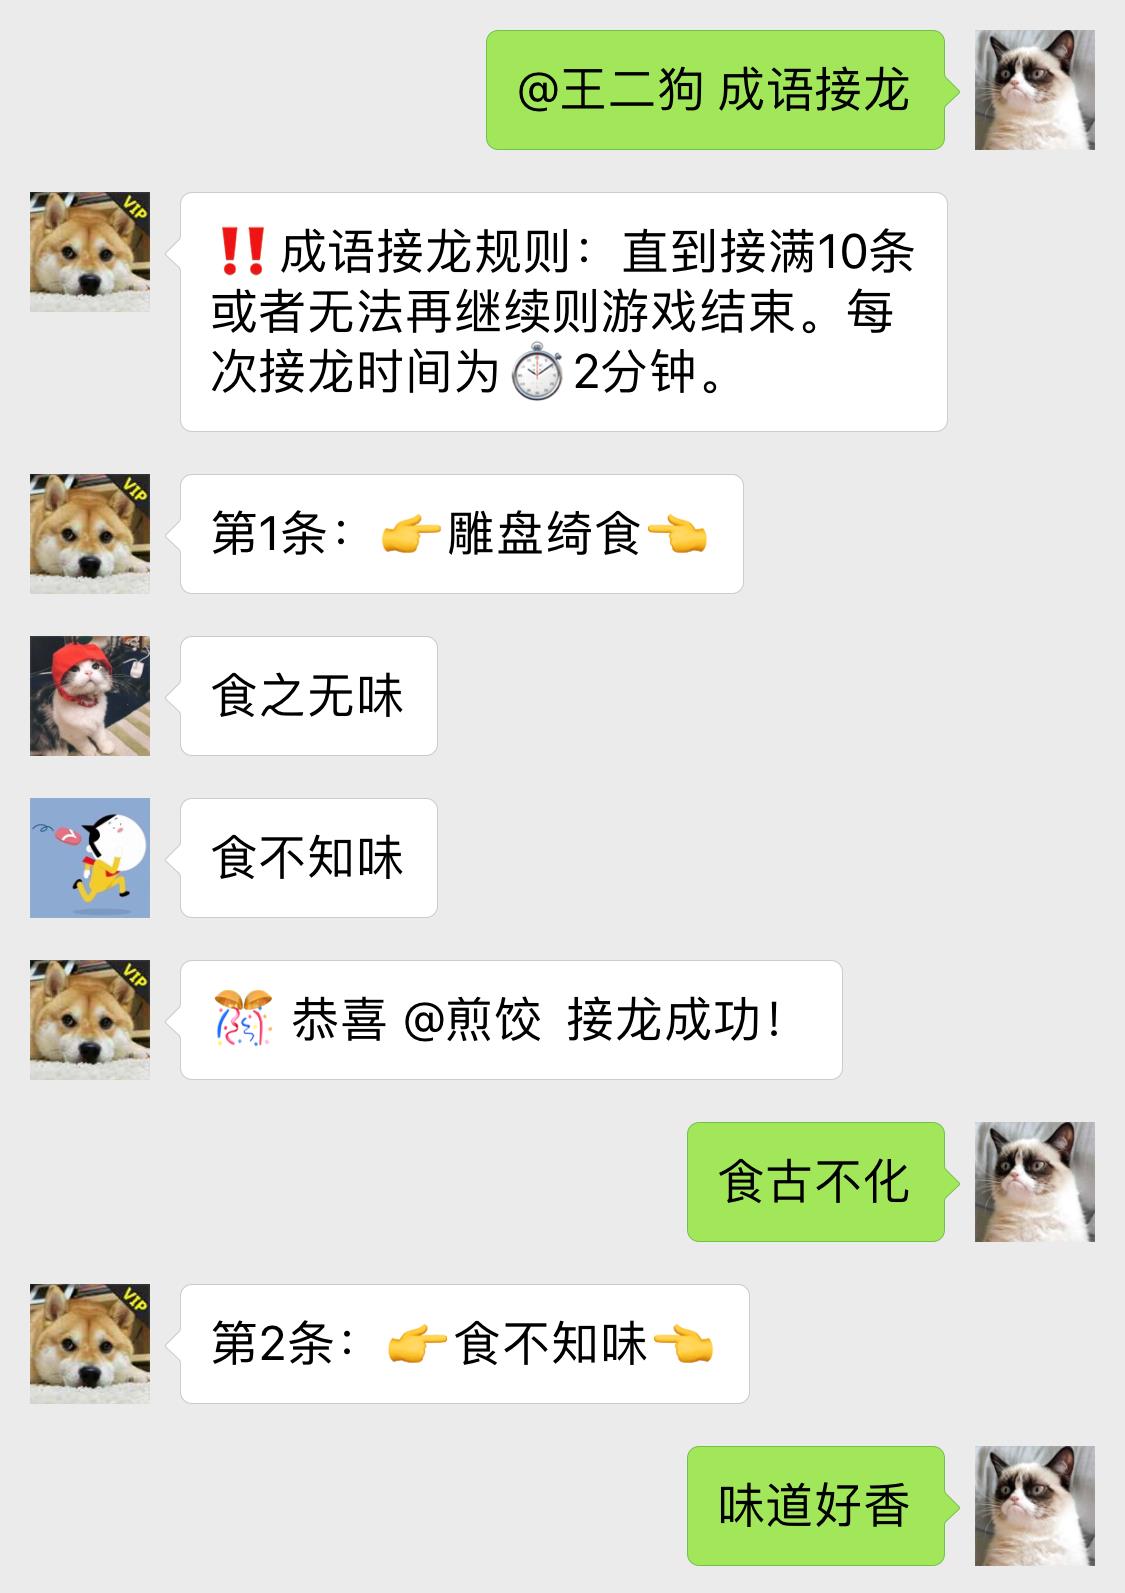 @王二狗 成语接龙
VIP
‼️成语接龙规则：直到接满10条
或者无法再继续则游戏结束。每
次接龙时间为⏱2分钟。
VIP
第1条：👉雕盘绮食👈
食之无味
食不知味
VIP
🎊 恭喜 @煎饺 接龙成功！
食古不化
VIP
第2条：👉食不知味👈
味道好香